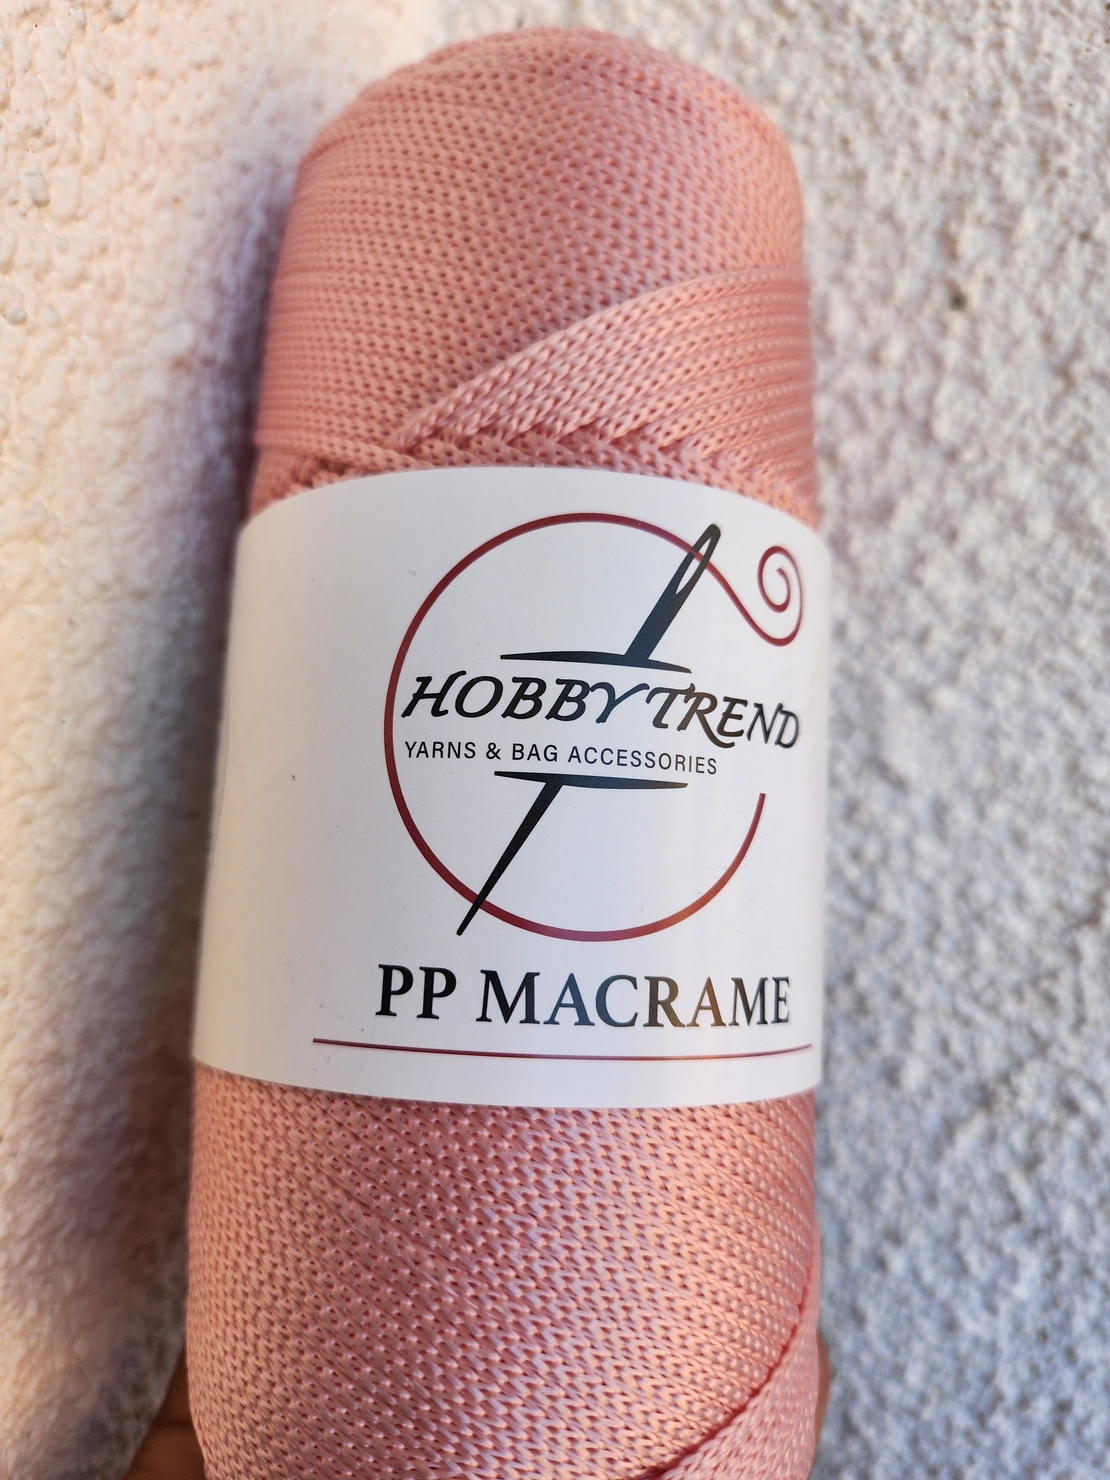 HOBBY TREND
YARNS & BAG ACCESSORIES
PP MACRAME